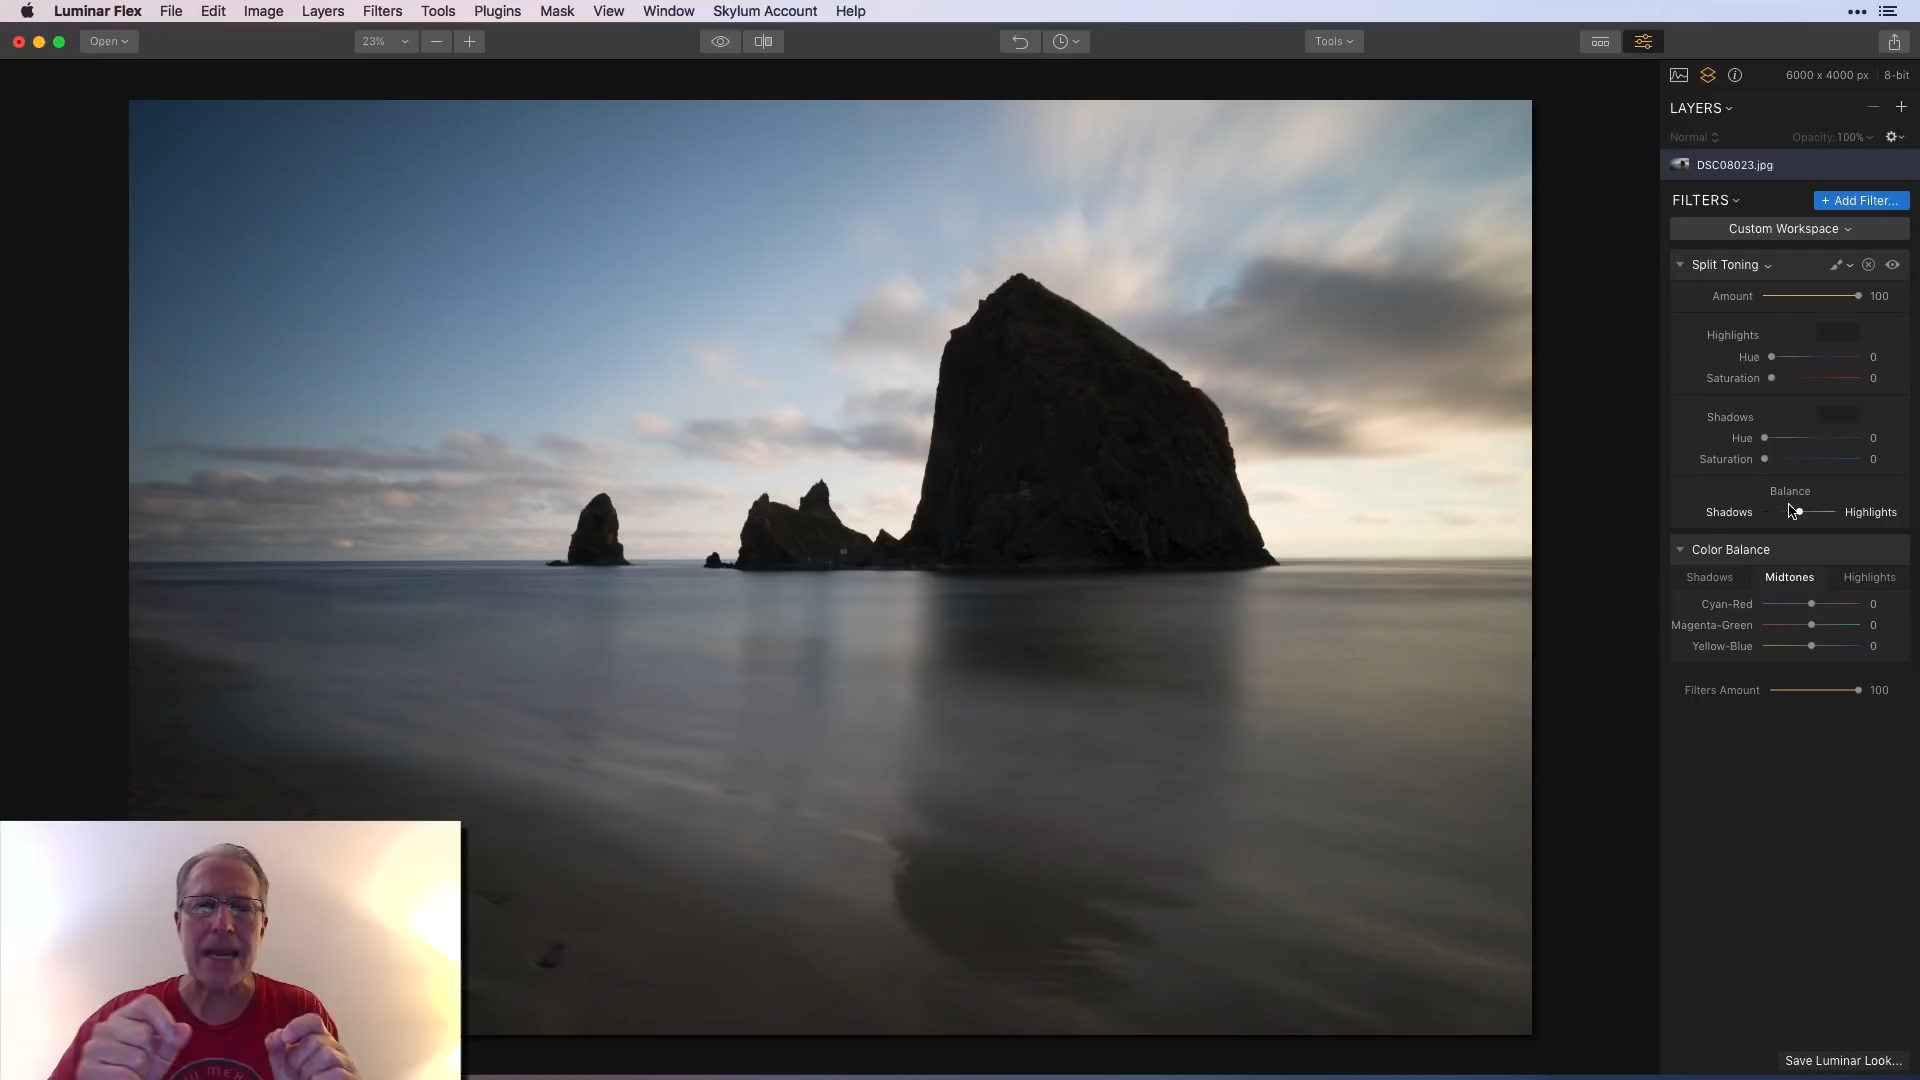 Luminar Flex File Edit Image Layers Filters Tools Plugins Mask View Window Skylum Account Help
Open 23% Tools
6000 x 4000 px 8-bit
LAYERS
Normal Opacity: 100%
DSC08023.jpg
FILTERS + Add Filter...
Custom Workspace
Split Toning
Amount 100
Highlights
Hue 0
Saturation 0
Shadows
Hue 0
Saturation 0
Balance
Shadows Highlights
Color Balance
Shadows Midtones Highlights
Cyan-Red 0
Magenta-Green 0
Yellow-Blue 0
Filters Amount 100
Save Luminar Look...